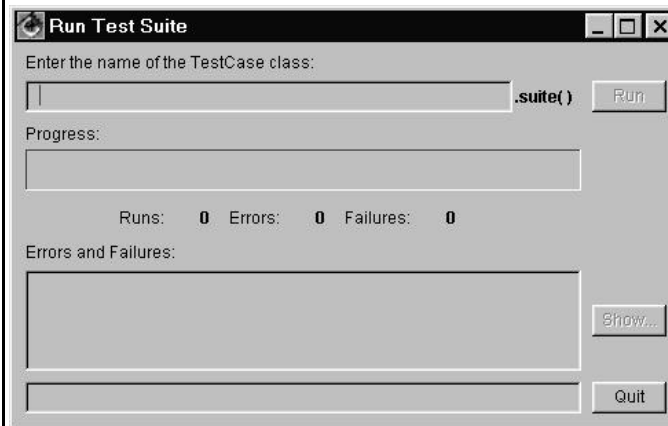 Run Test Suite
Enter the name of the TestCase class:
.suite( ) Run
Progress:
Runs: 0 Errors: 0 Failures: 0
Errors and Failures:
Show...
Quit